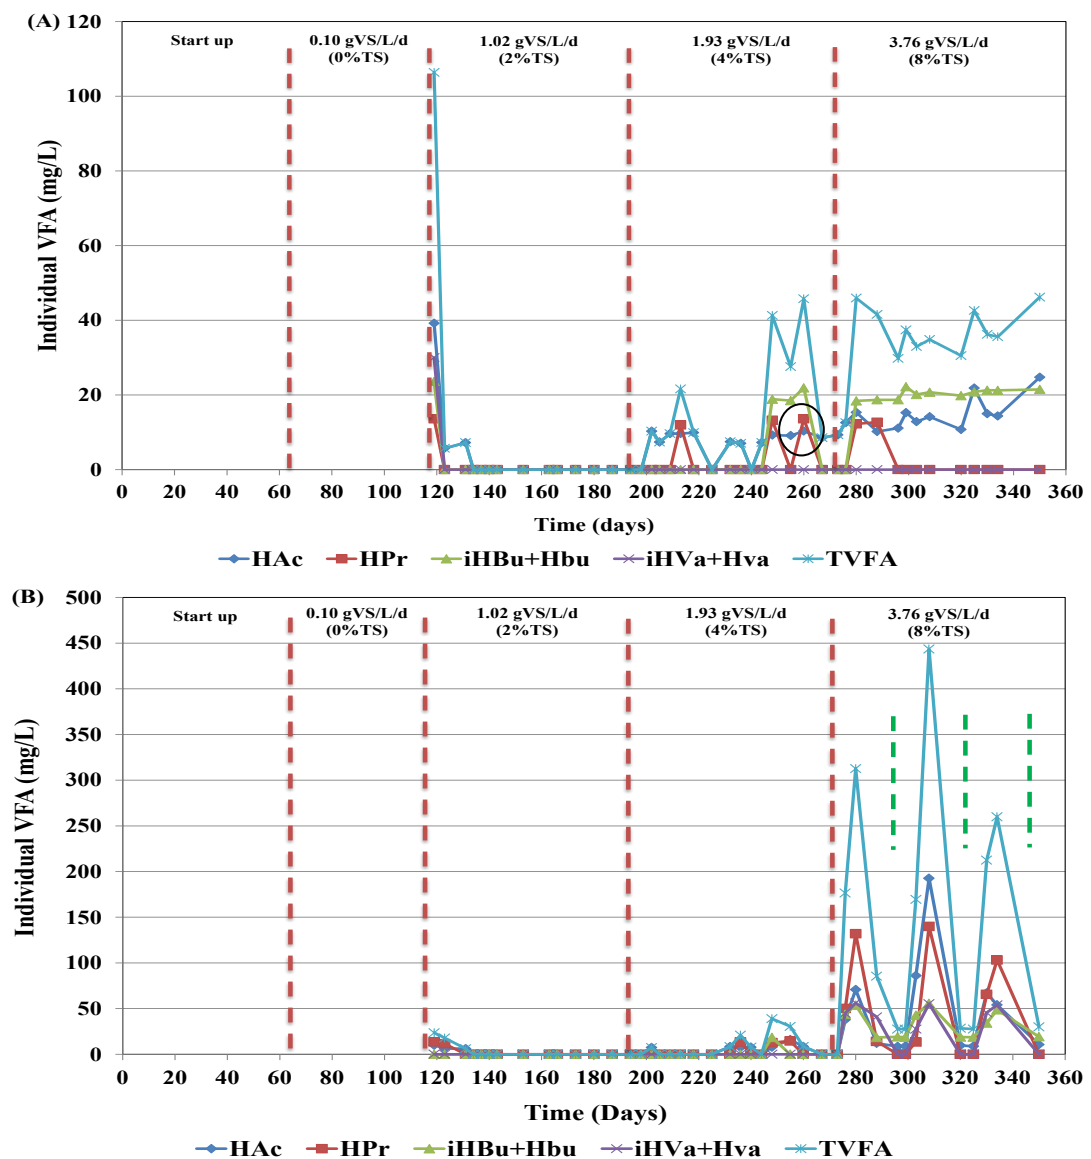 (A)
120
100
80
60
40
20
0
Individual VFA (mg/L)
Start up
0.10 gVS/L/d
(0%TS)
1.02 gVS/L/d
(2%TS)
1.93 gVS/L/d
(4%TS)
3.76 gVS/L/d
(8%TS)
0 20 40 60 80 100 120 140 160 180 200 220 240 260 280 300 320 340 360
Time (days)
HAc HPr iHBu+Hbu iHVa+Hva TVFA
(B)
500
450
400
350
300
250
200
150
100
50
0
Individual VFA (mg/L)
Start up
0.10 gVS/L/d
(0%TS)
1.02 gVS/L/d
(2%TS)
1.93 gVS/L/d
(4%TS)
3.76 gVS/L/d
(8%TS)
0 20 40 60 80 100 120 140 160 180 200 220 240 260 280 300 320 340 360
Time (Days)
HAc HPr iHBu+Hbu iHVa+Hva TVFA